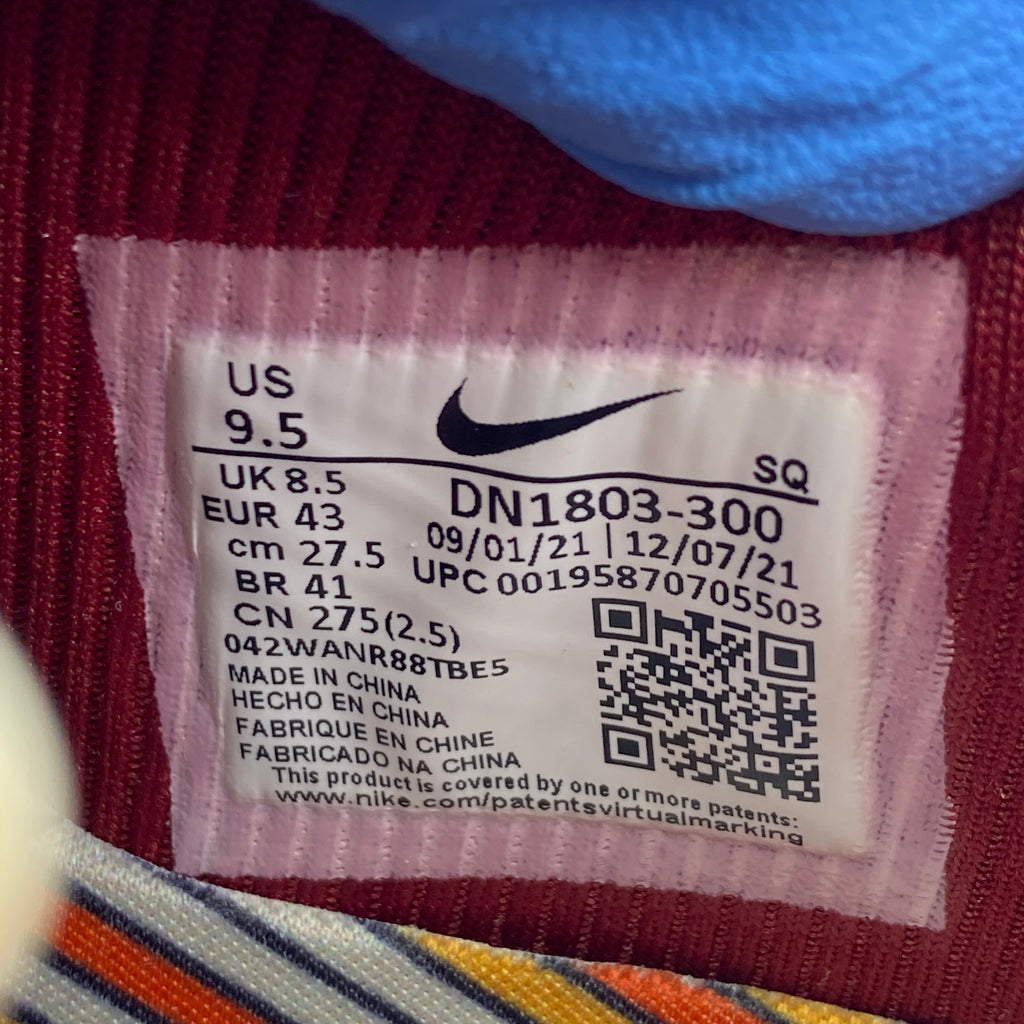 US
9.5
SQ
UK 8.5
DN1803-300
EUR 43
09/01/21 | 12/07/21
cm 27.5
UPC 00195870705503
BR 41
CN 275(2.5)
042WANR88TBE5
MADE IN CHINA
HECHO EN CHINA
FABRIQUE EN CHINE
FABRICADO NA CHINA
This product is covered by one or more patents:
www.nike.com/patentsvirtualmarking